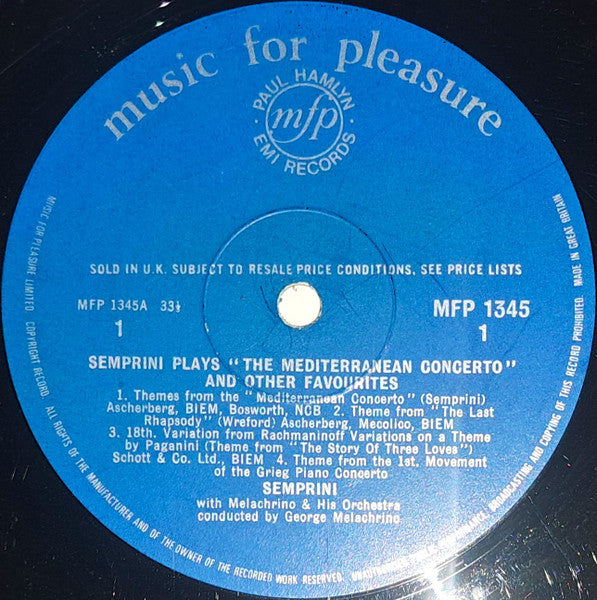 music for pleasure
PAUL HAMLYN
mfp
EMI RECORDS
SOLD IN U.K. SUBJECT TO RESALE PRICE CONDITIONS, SEE PRICE LISTS
MFP 1345A 33⅓
MFP 1345
1
1
SEMPRINI PLAYS "THE MEDITERRANEAN CONCERTO"
AND OTHER FAVOURITES
1. Themes from the "Mediterranean Concerto" (Semprini)
Ascherberg, BIEM, Bosworth, NCB 2. Theme from "The Last
Rhapsody" (Wreford) Ascherberg, Mecolico, BIEM
3. 18th. Variation from Rachmaninoff Variations on a Theme
by Paganini (Theme from "The Story Of Three Loves")
Schott & Co. Ltd., BIEM 4. Theme from the 1st. Movement
of the Grieg Piano Concerto
SEMPRINI
with Melachrino & His Orchestra
conducted by George Melachrino
MUSIC FOR PLEASURE LIMITED. COPYRIGHT RECORD. ALL RIGHTS OF THE MANUFACTURER AND OF THE OWNER OF THE RECORDED WORK RESERVED. BROADCASTING AND COPYING OF THIS RECORD PROHIBITED. MADE IN GREAT BRITAIN